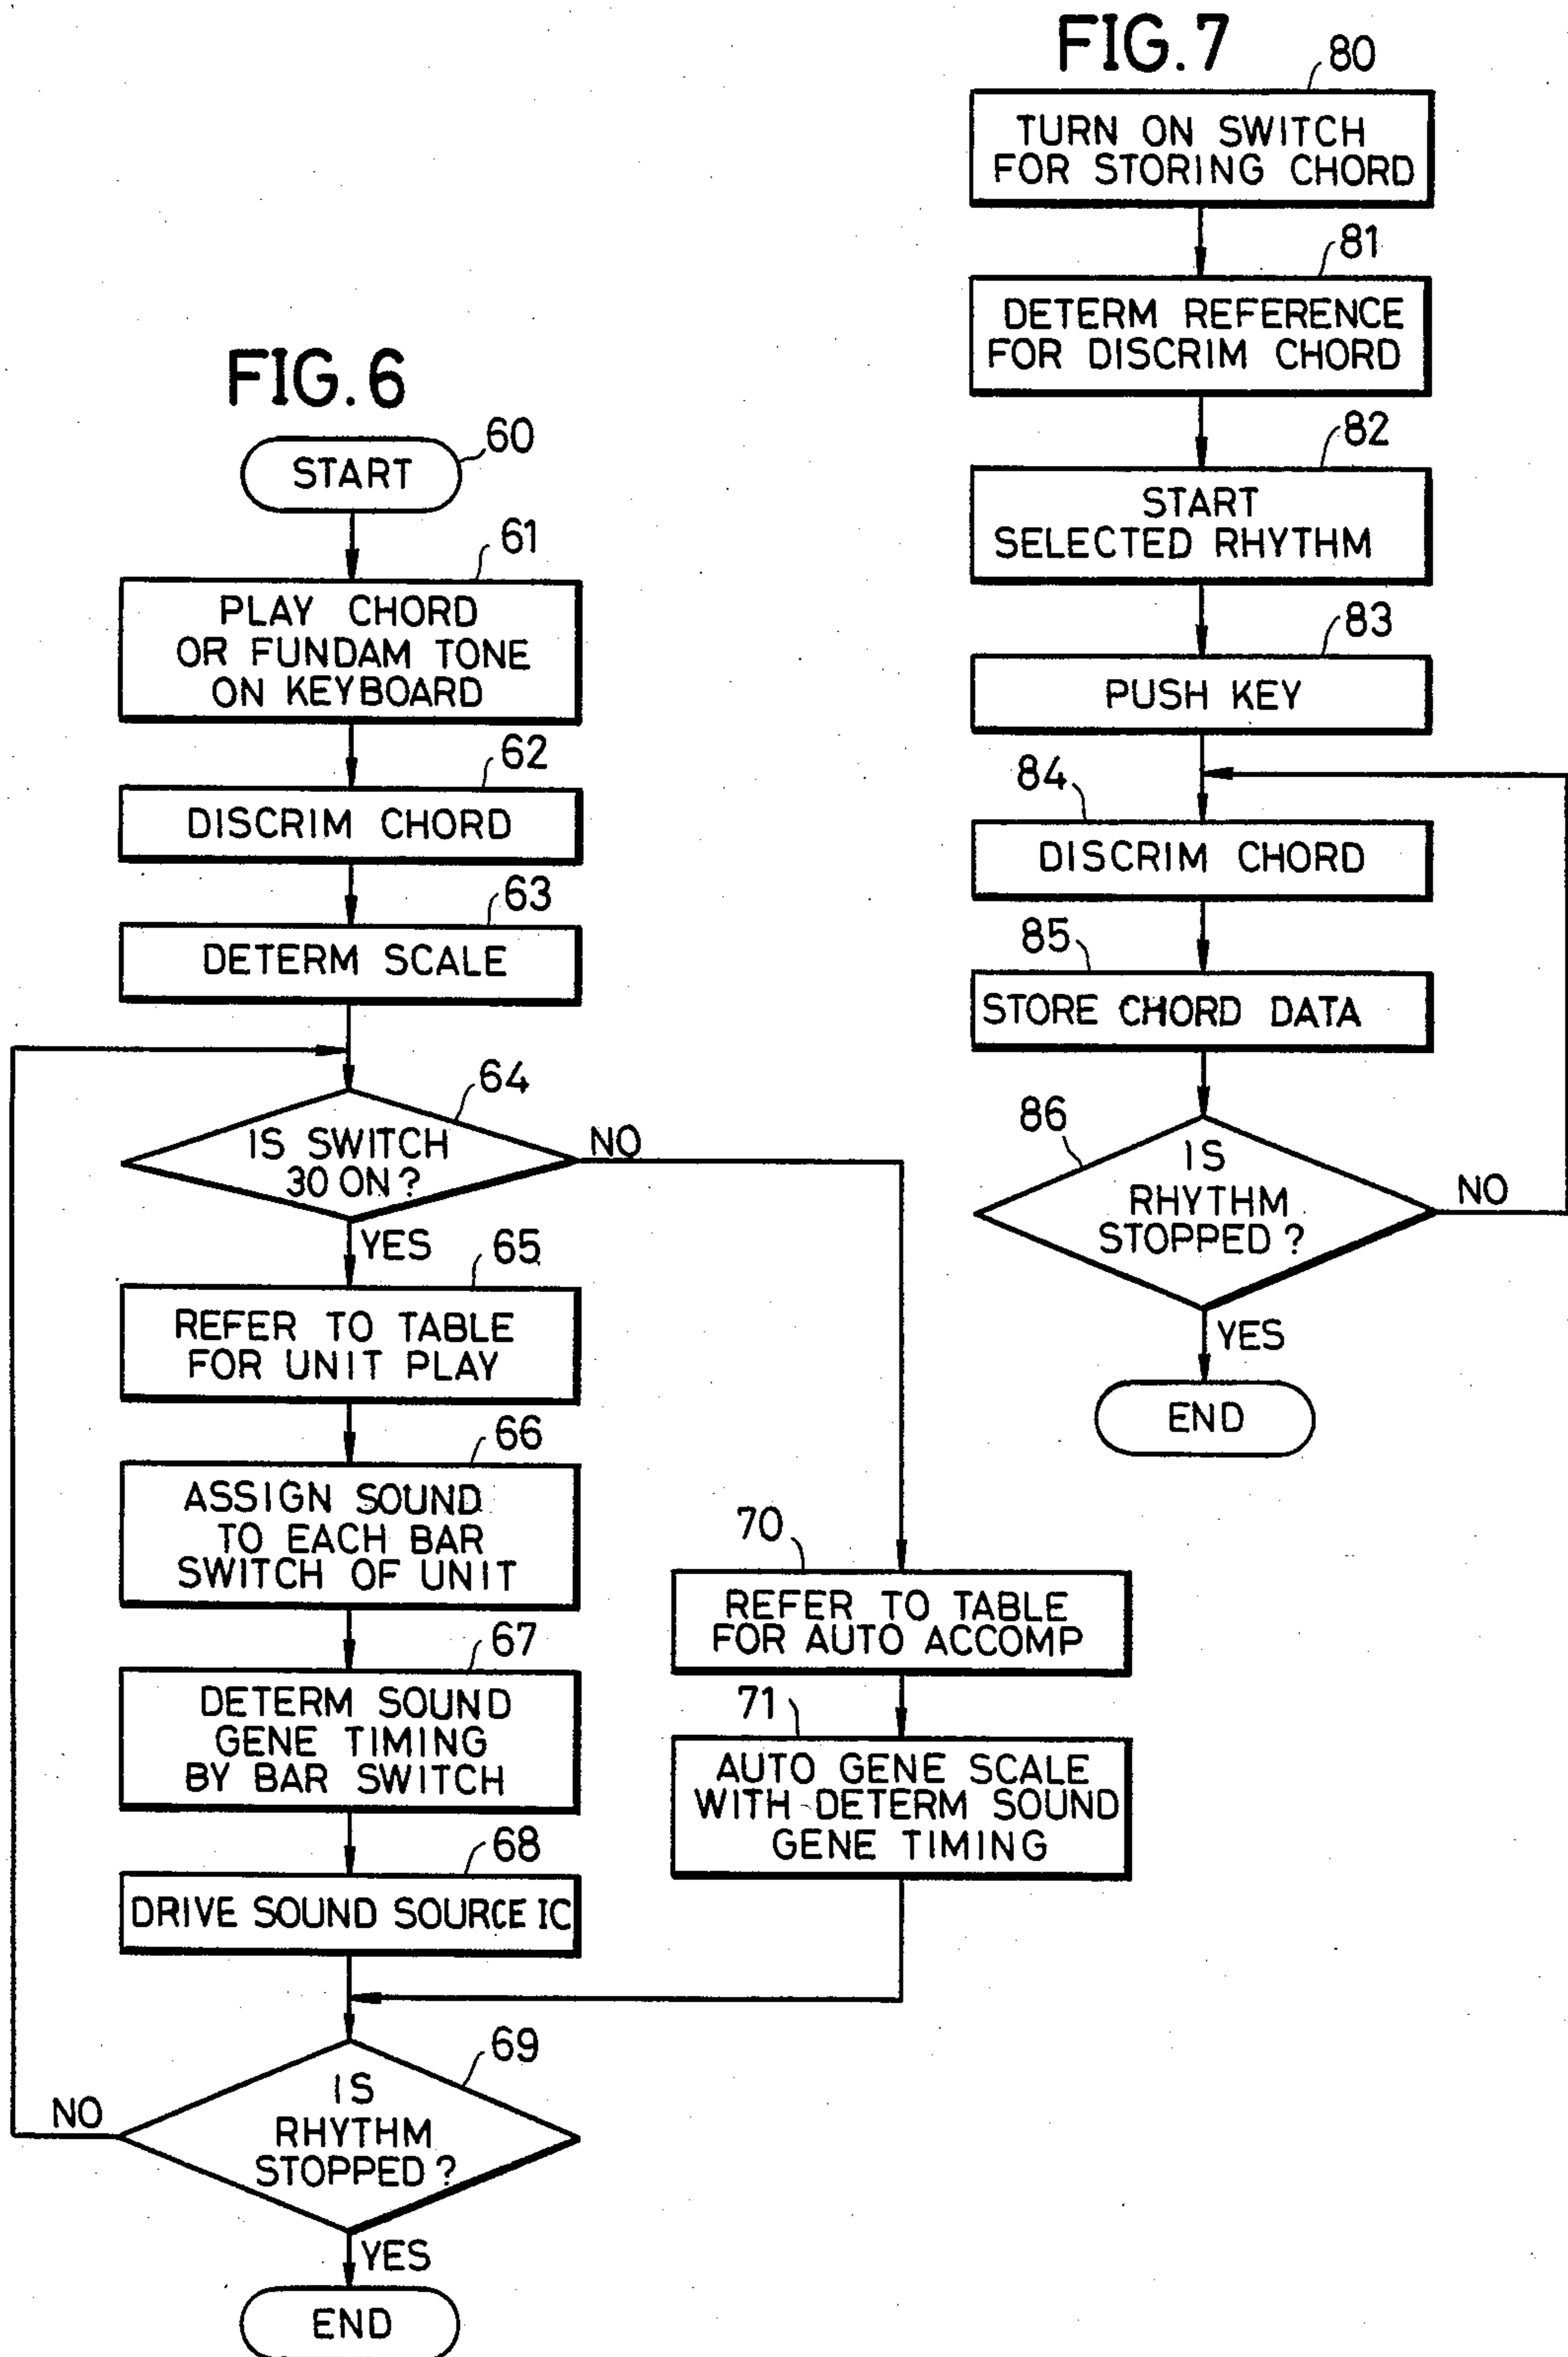 FIG.6
60
START
61
PLAY CHORD
OR FUNDAM TONE
ON KEYBOARD
62
DISCRIM CHORD
63
DETERM SCALE
64
IS SWITCH
30 ON?
NO
YES
65
REFER TO TABLE
FOR UNIT PLAY
66
ASSIGN SOUND
TO EACH BAR
SWITCH OF UNIT
67
DETERM SOUND
GENE TIMING
BY BAR SWITCH
68
DRIVE SOUND SOURCE IC
70
REFER TO TABLE
FOR AUTO ACCOMP
71
AUTO GENE SCALE
WITH DETERM SOUND
GENE TIMING
69
IS
RHYTHM
STOPPED?
NO
YES
END
FIG.7
80
TURN ON SWITCH
FOR STORING CHORD
81
DETERM REFERENCE
FOR DISCRIM CHORD
82
START
SELECTED RHYTHM
83
PUSH KEY
84
DISCRIM CHORD
85
STORE CHORD DATA
86
IS
RHYTHM
STOPPED?
NO
YES
END